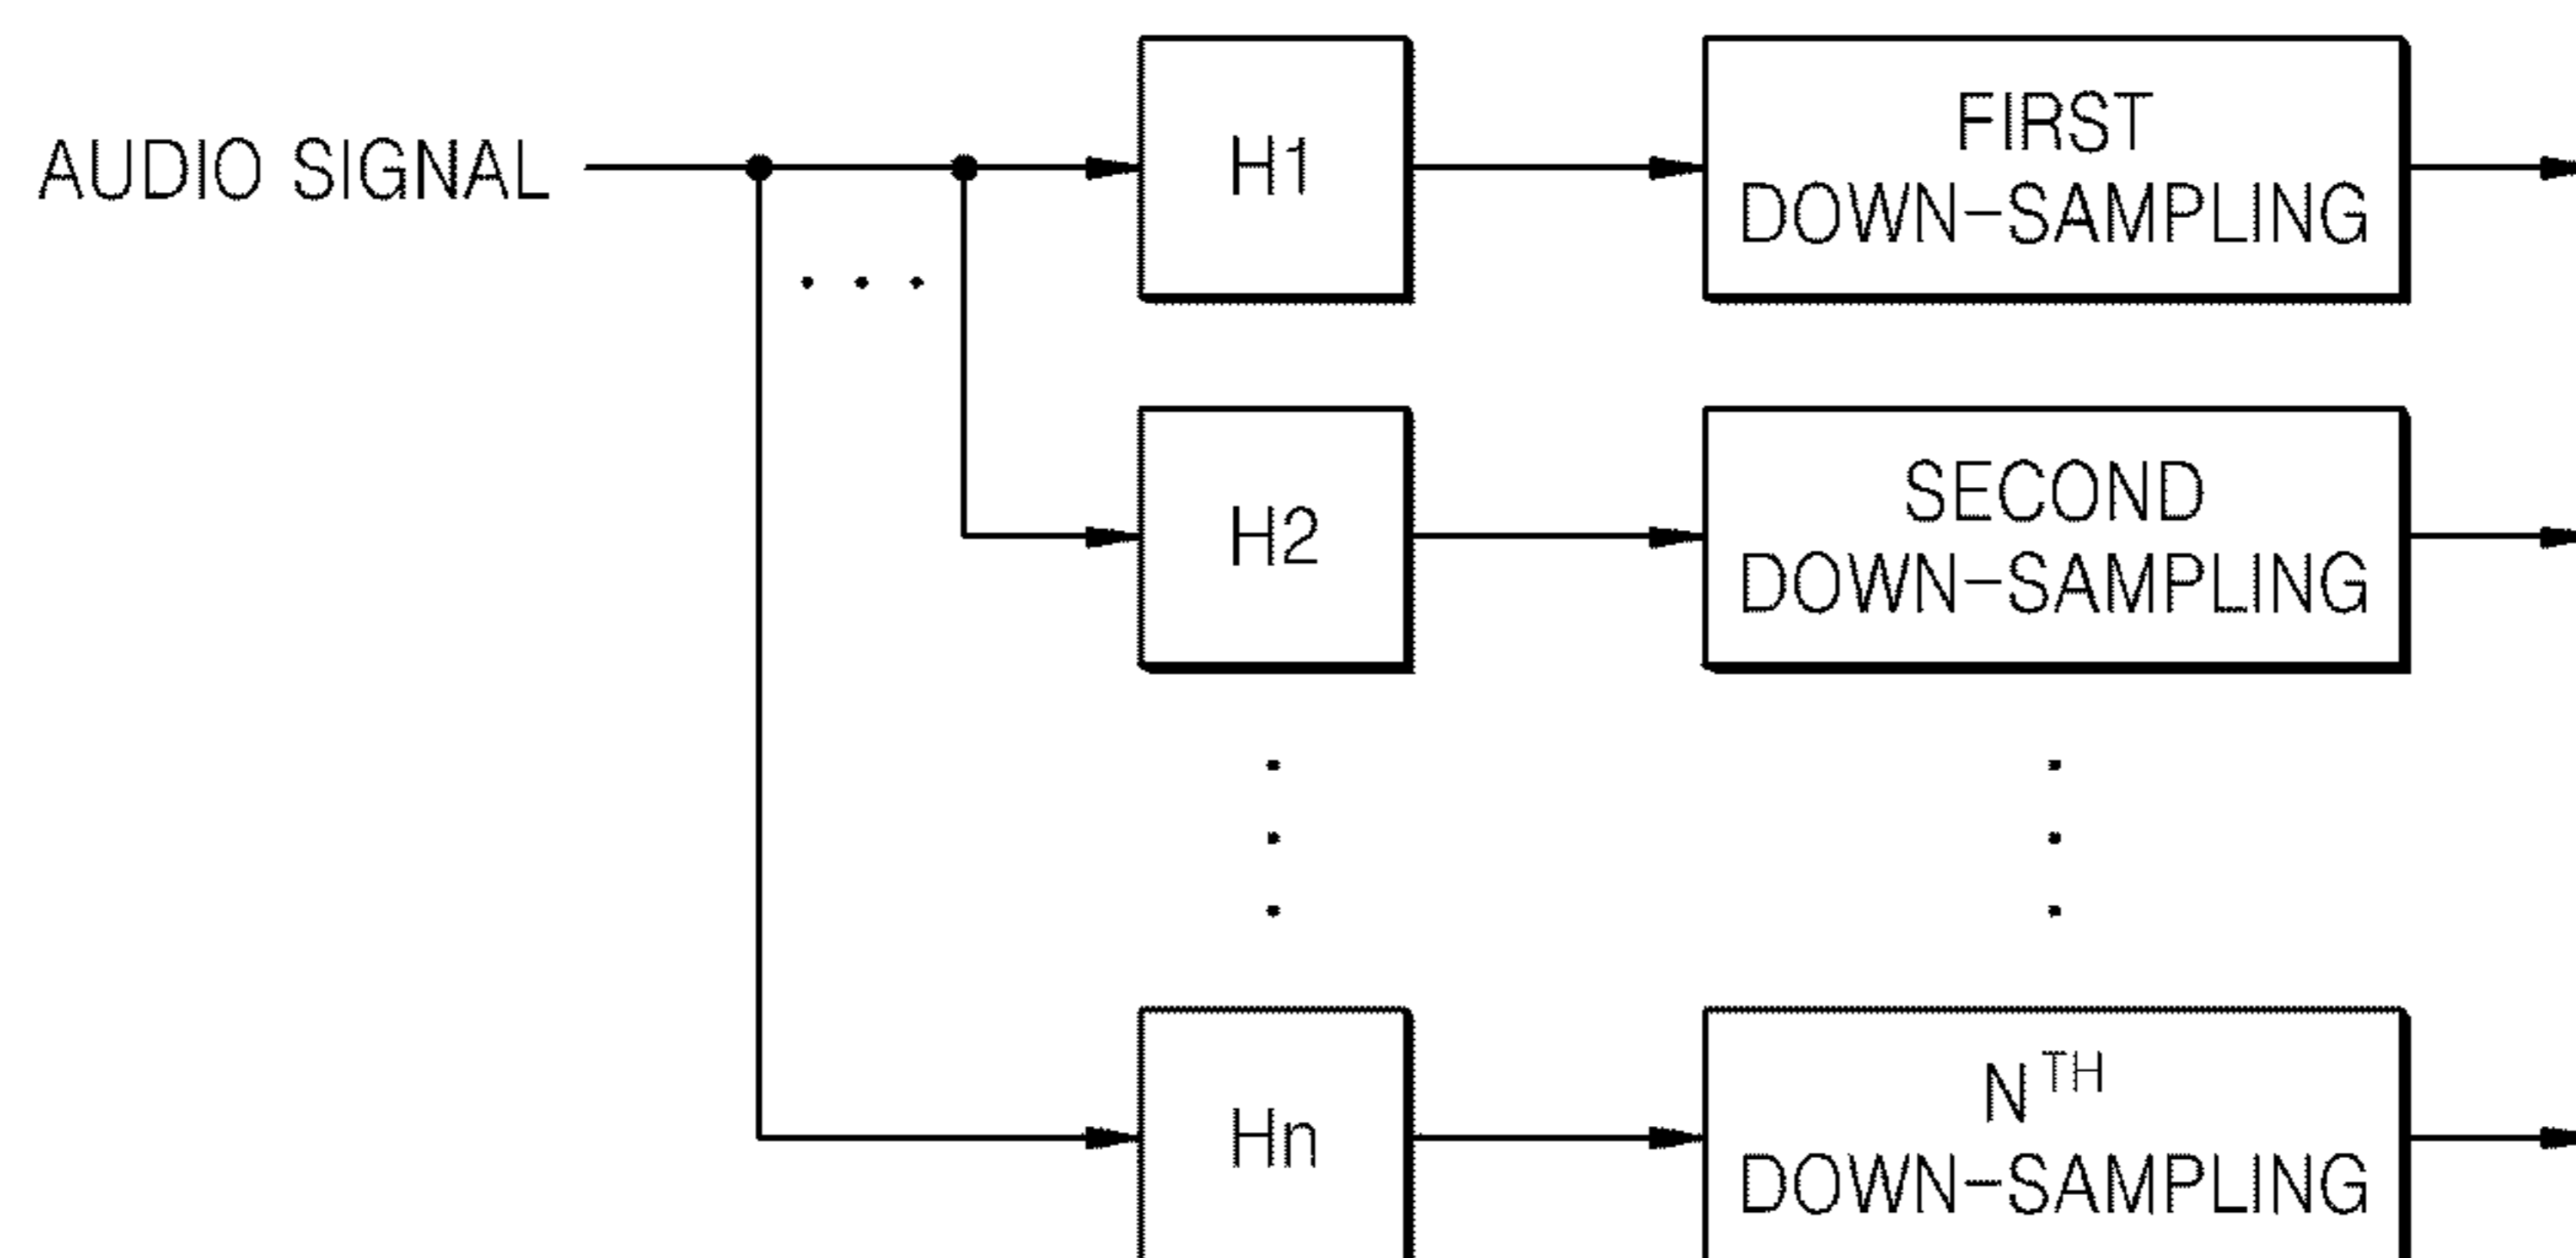 AUDIO SIGNAL
H1
FIRST
DOWN-SAMPLING
H2
SECOND
DOWN-SAMPLING
Hn
N^TH
DOWN-SAMPLING